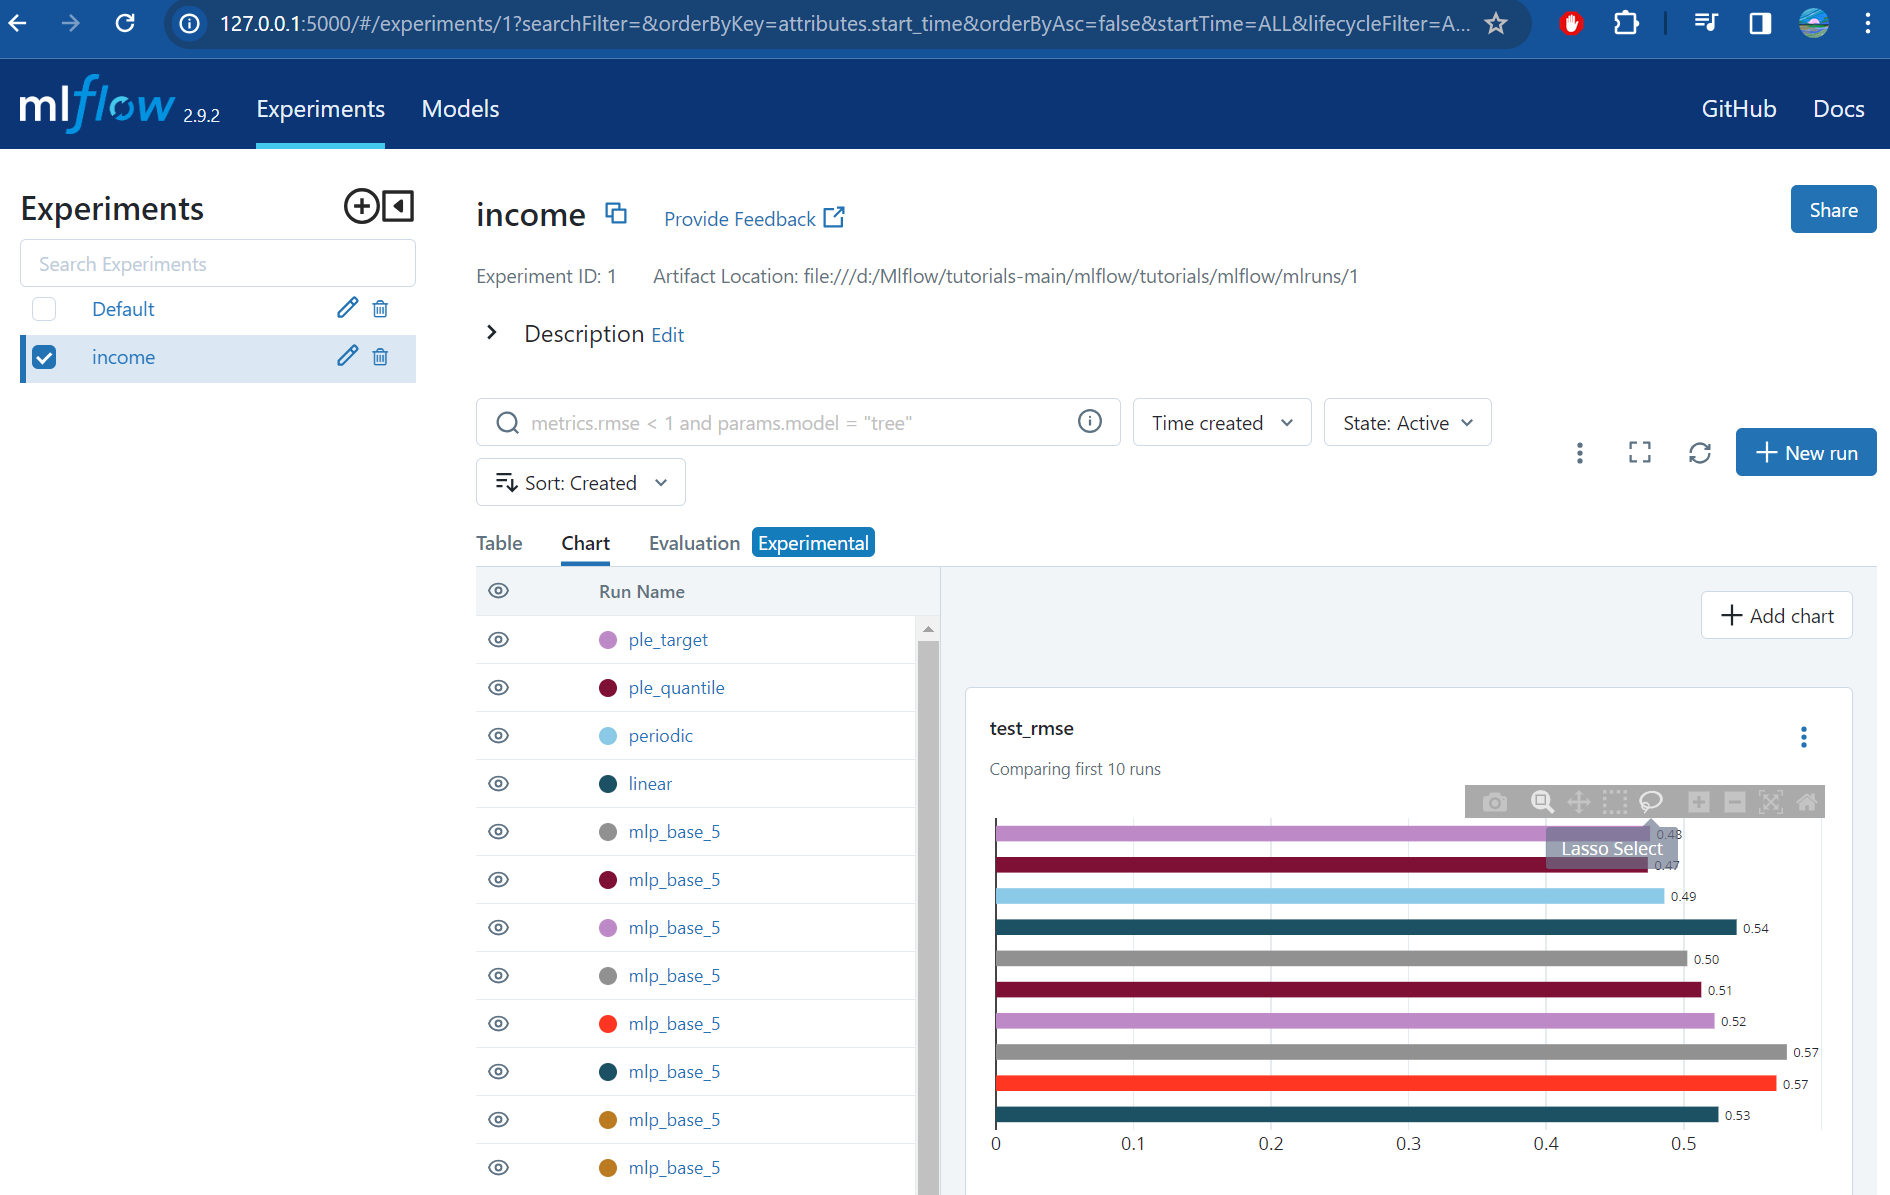 127.0.0.1:5000/#/experiments/1?searchFilter=&orderByKey=attributes.start_time&orderByAsc=false&startTime=ALL&lifecycleFilter=A...
mlflow 2.9.2 Experiments Models GitHub Docs
Experiments
Search Experiments
Default
income
income Provide Feedback Share
Experiment ID: 1 Artifact Location: file:///d:/Mlflow/tutorials-main/mlflow/tutorials/mlflow/mlruns/1
Description Edit
metrics.rmse < 1 and params.model = "tree" Time created State: Active
Sort: Created
New run
Table Chart Evaluation Experimental
Run Name
ple_target
ple_quantile
periodic
linear
mlp_base_5
mlp_base_5
mlp_base_5
mlp_base_5
mlp_base_5
mlp_base_5
mlp_base_5
mlp_base_5
Add chart
test_rmse
Comparing first 10 runs
0.48
Lasso Select
0.47
0.49
0.54
0.50
0.51
0.52
0.57
0.57
0.53
0 0.1 0.2 0.3 0.4 0.5